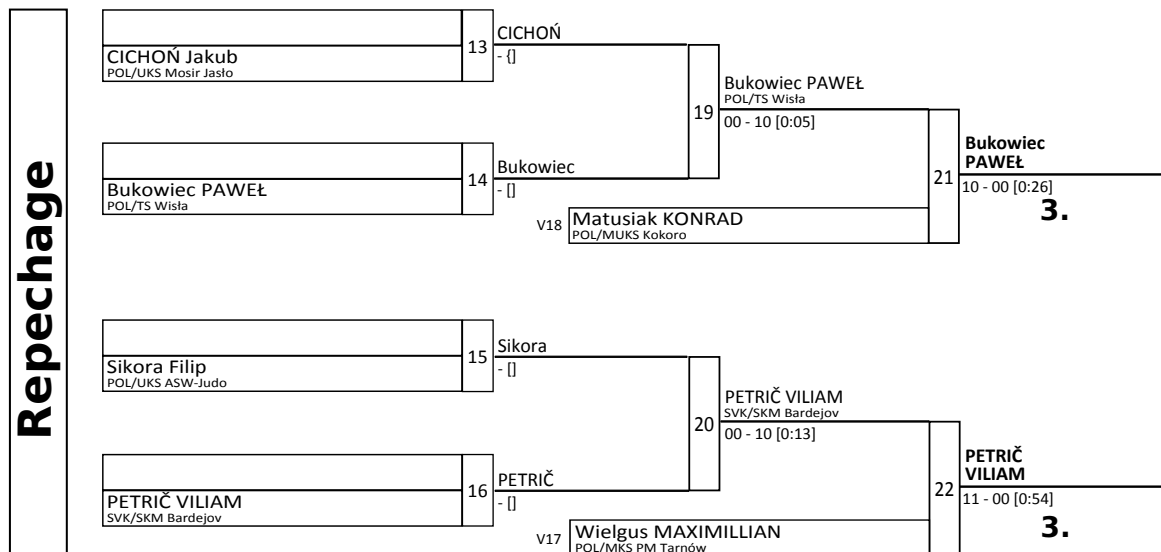 Repechage
CICHOŃ Jakub
POL/UKS Mosir Jasło
13
CICHOŃ
- {]
Bukowiec PAWEŁ
POL/TS Wisła
14
Bukowiec
- []
19
Bukowiec PAWEŁ
POL/TS Wisła
00 - 10 [0:05]
V18
Matusiak KONRAD
POL/MUKS Kokoro
21
Bukowiec
PAWEŁ
10 - 00 [0:26]
3.
Sikora Filip
POL/UKS ASW-Judo
15
Sikora
- []
PETRIČ VILIAM
SVK/SKM Bardejov
16
PETRIČ
- []
20
PETRIČ VILIAM
SVK/SKM Bardejov
00 - 10 [0:13]
V17
Wielgus MAXIMILLIAN
POL/MKS PM Tarnów
22
PETRIČ
VILIAM
11 - 00 [0:54]
3.